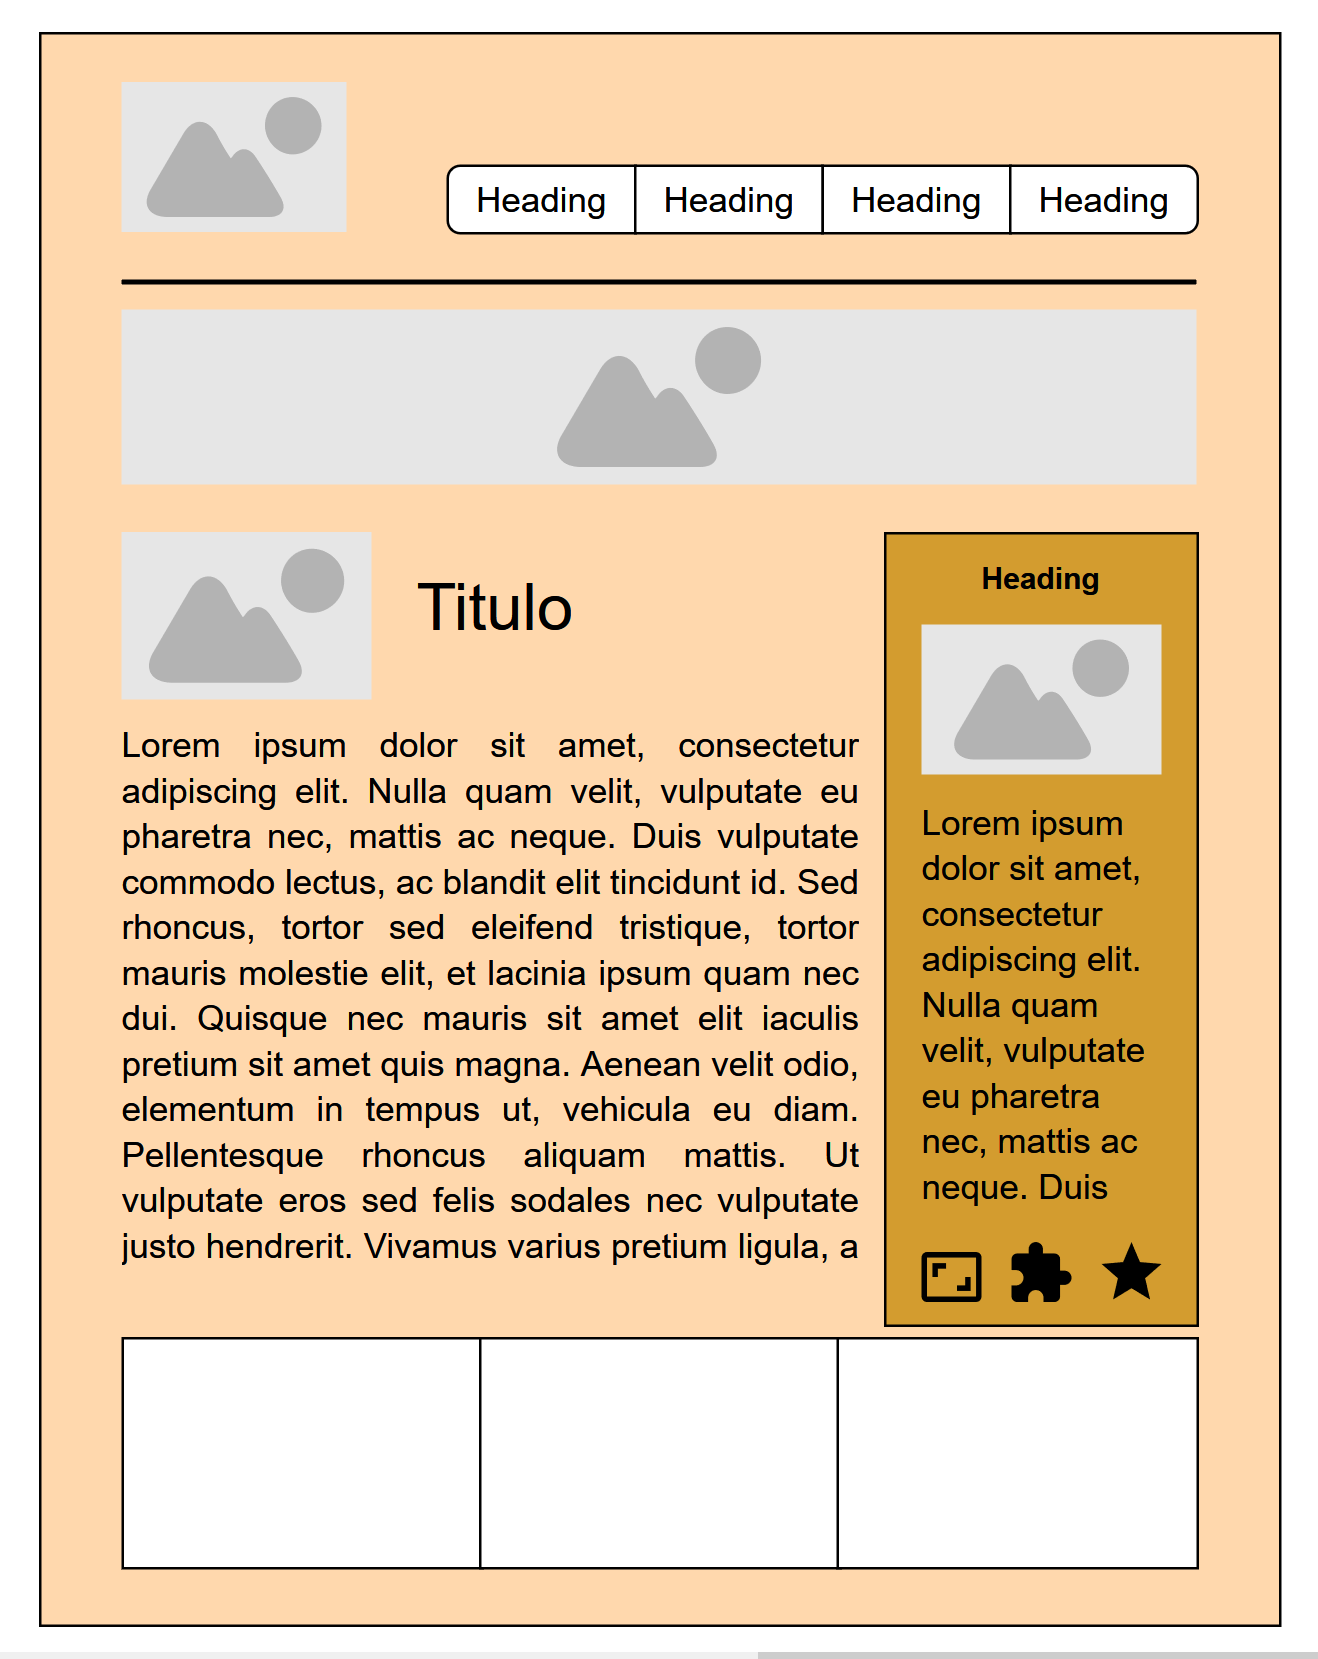 Heading Heading Heading Heading
Titulo
Lorem ipsum dolor sit amet, consectetur
adipiscing elit. Nulla quam velit, vulputate eu
pharetra nec, mattis ac neque. Duis vulputate
commodo lectus, ac blandit elit tincidunt id. Sed
rhoncus, tortor sed eleifend tristique, tortor
mauris molestie elit, et lacinia ipsum quam nec
dui. Quisque nec mauris sit amet elit iaculis
pretium sit amet quis magna. Aenean velit odio,
elementum in tempus ut, vehicula eu diam.
Pellentesque rhoncus aliquam mattis. Ut
vulputate eros sed felis sodales nec vulputate
justo hendrerit. Vivamus varius pretium ligula, a
Heading
Lorem ipsum
dolor sit amet,
consectetur
adipiscing elit.
Nulla quam
velit, vulputate
eu pharetra
nec, mattis ac
neque. Duis